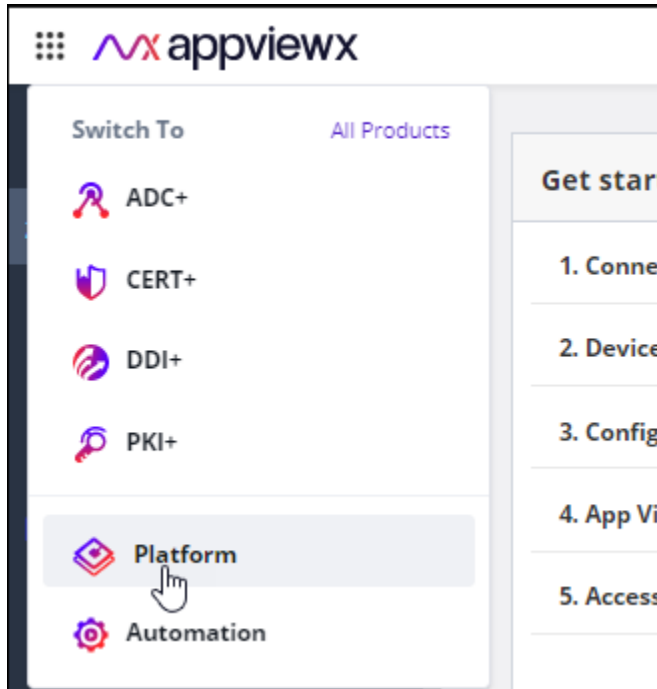 appviewx
Switch To All Products
ADC+
CERT+
DDI+
PKI+
Platform
Automation
Get star
1. Conne
2. Device
3. Config
4. App Vi
5. Access